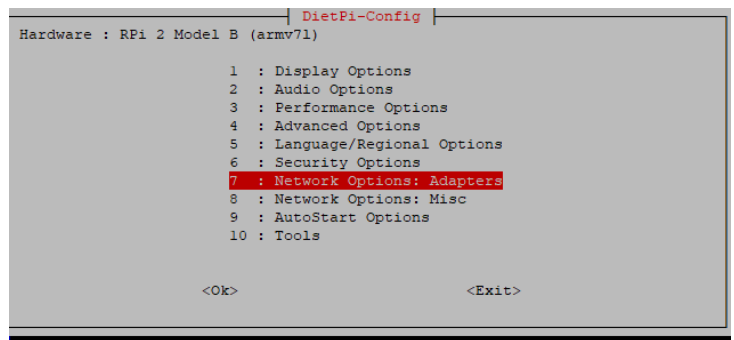 DietPi-Config
Hardware : RPi 2 Model B (armv7l)
1 : Display Options
2 : Audio Options
3 : Performance Options
4 : Advanced Options
5 : Language/Regional Options
6 : Security Options
7 : Network Options: Adapters
8 : Network Options: Misc
9 : AutoStart Options
10 : Tools
<Ok> <Exit>